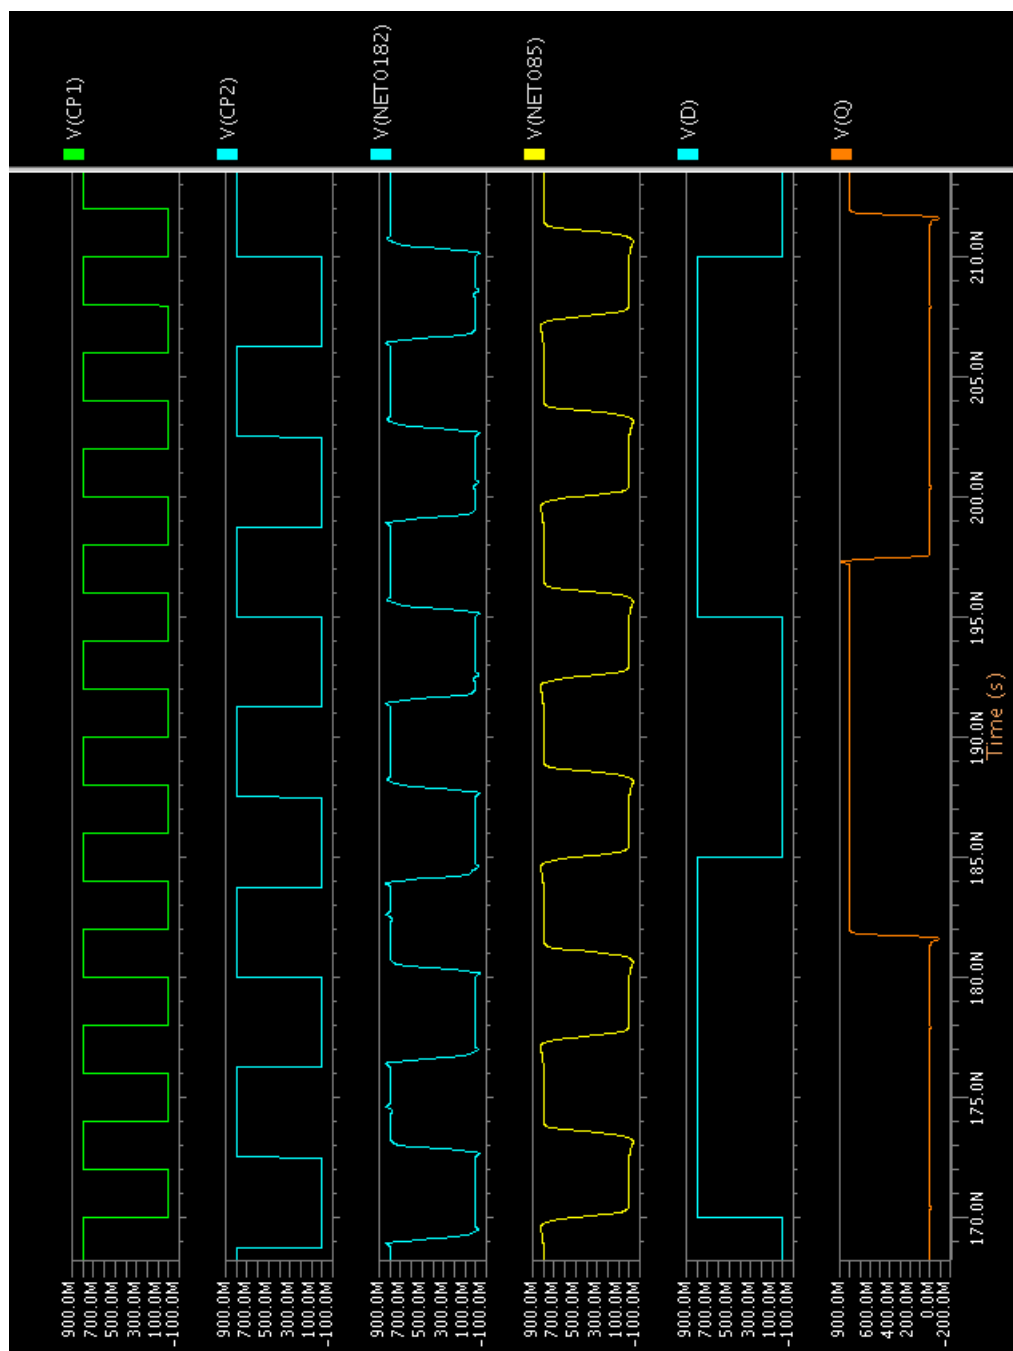 900.0M
700.0M
500.0M
300.0M
100.0M
-100.0M
V(CP1)
900.0M
700.0M
500.0M
300.0M
100.0M
-100.0M
V(CP2)
900.0M
700.0M
500.0M
300.0M
100.0M
-100.0M
V(NET0182)
900.0M
700.0M
500.0M
300.0M
100.0M
-100.0M
V(NET085)
900.0M
700.0M
500.0M
300.0M
100.0M
-100.0M
V(D)
900.0M
600.0M
400.0M
200.0M
0.0M
-200.0M
V(Q)
170.0N 175.0N 180.0N 185.0N 190.0N 195.0N 200.0N 205.0N 210.0N
Time (s)